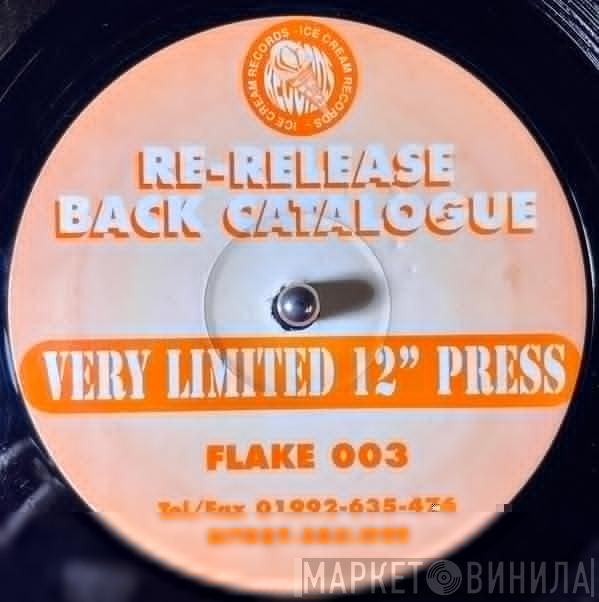 ICE CREAM RECORDS - ICE CREAM RECORDS -
RECORDS
RE-RELEASE
BACK CATALOGUE
VERY LIMITED 12” PRESS
FLAKE 003
Tel/Fax 01992-635-476
МАРКЕТ ВИНИЛА